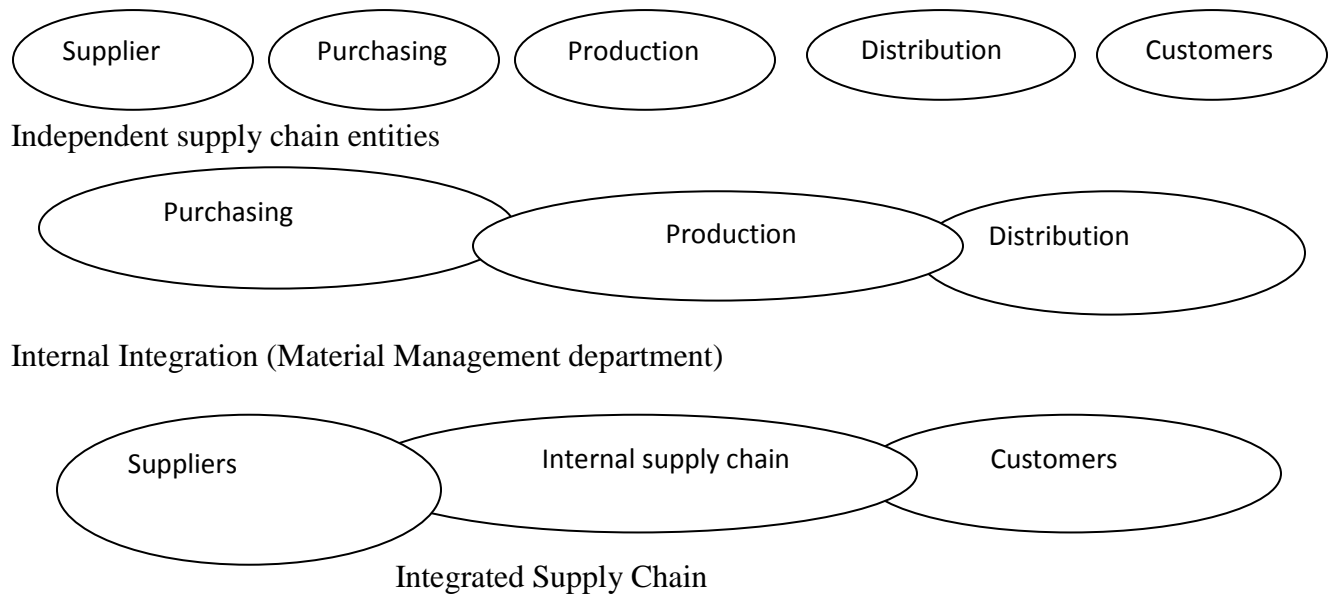 Supplier Purchasing Production Distribution Customers
Independent supply chain entities
Purchasing Production Distribution
Internal Integration (Material Management department)
Suppliers Internal supply chain Customers
Integrated Supply Chain